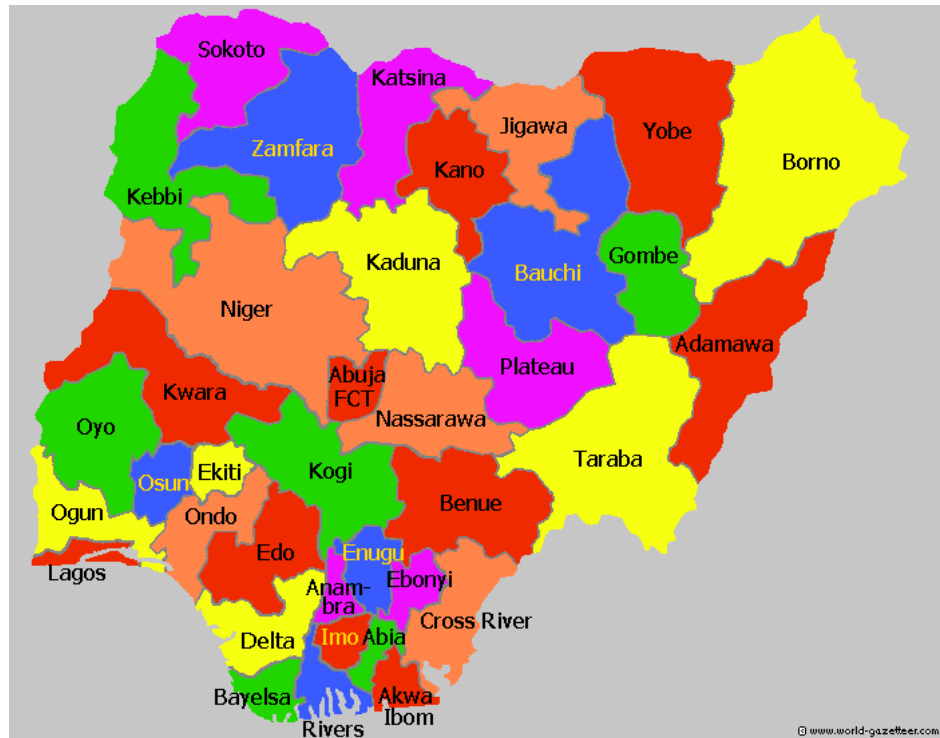 Sokoto
Katsina
Jigawa
Yobe
Zamfara
Kano
Borno
Kebbi
Gombe
Kaduna
Bauchi
Niger
Adamawa
Plateau
Abuja
FCT
Kwara
Nassarawa
Oyo
Taraba
Kogi
Ekiti
Osun
Benue
Ogun
Ondo
Edo
Enugu
Lagos
Ebonyi
Anam-
bra
Cross River
Delta
Imo
Abia
Bayelsa
Akwa
Ibom
Rivers
© www.world-gazetteer.com